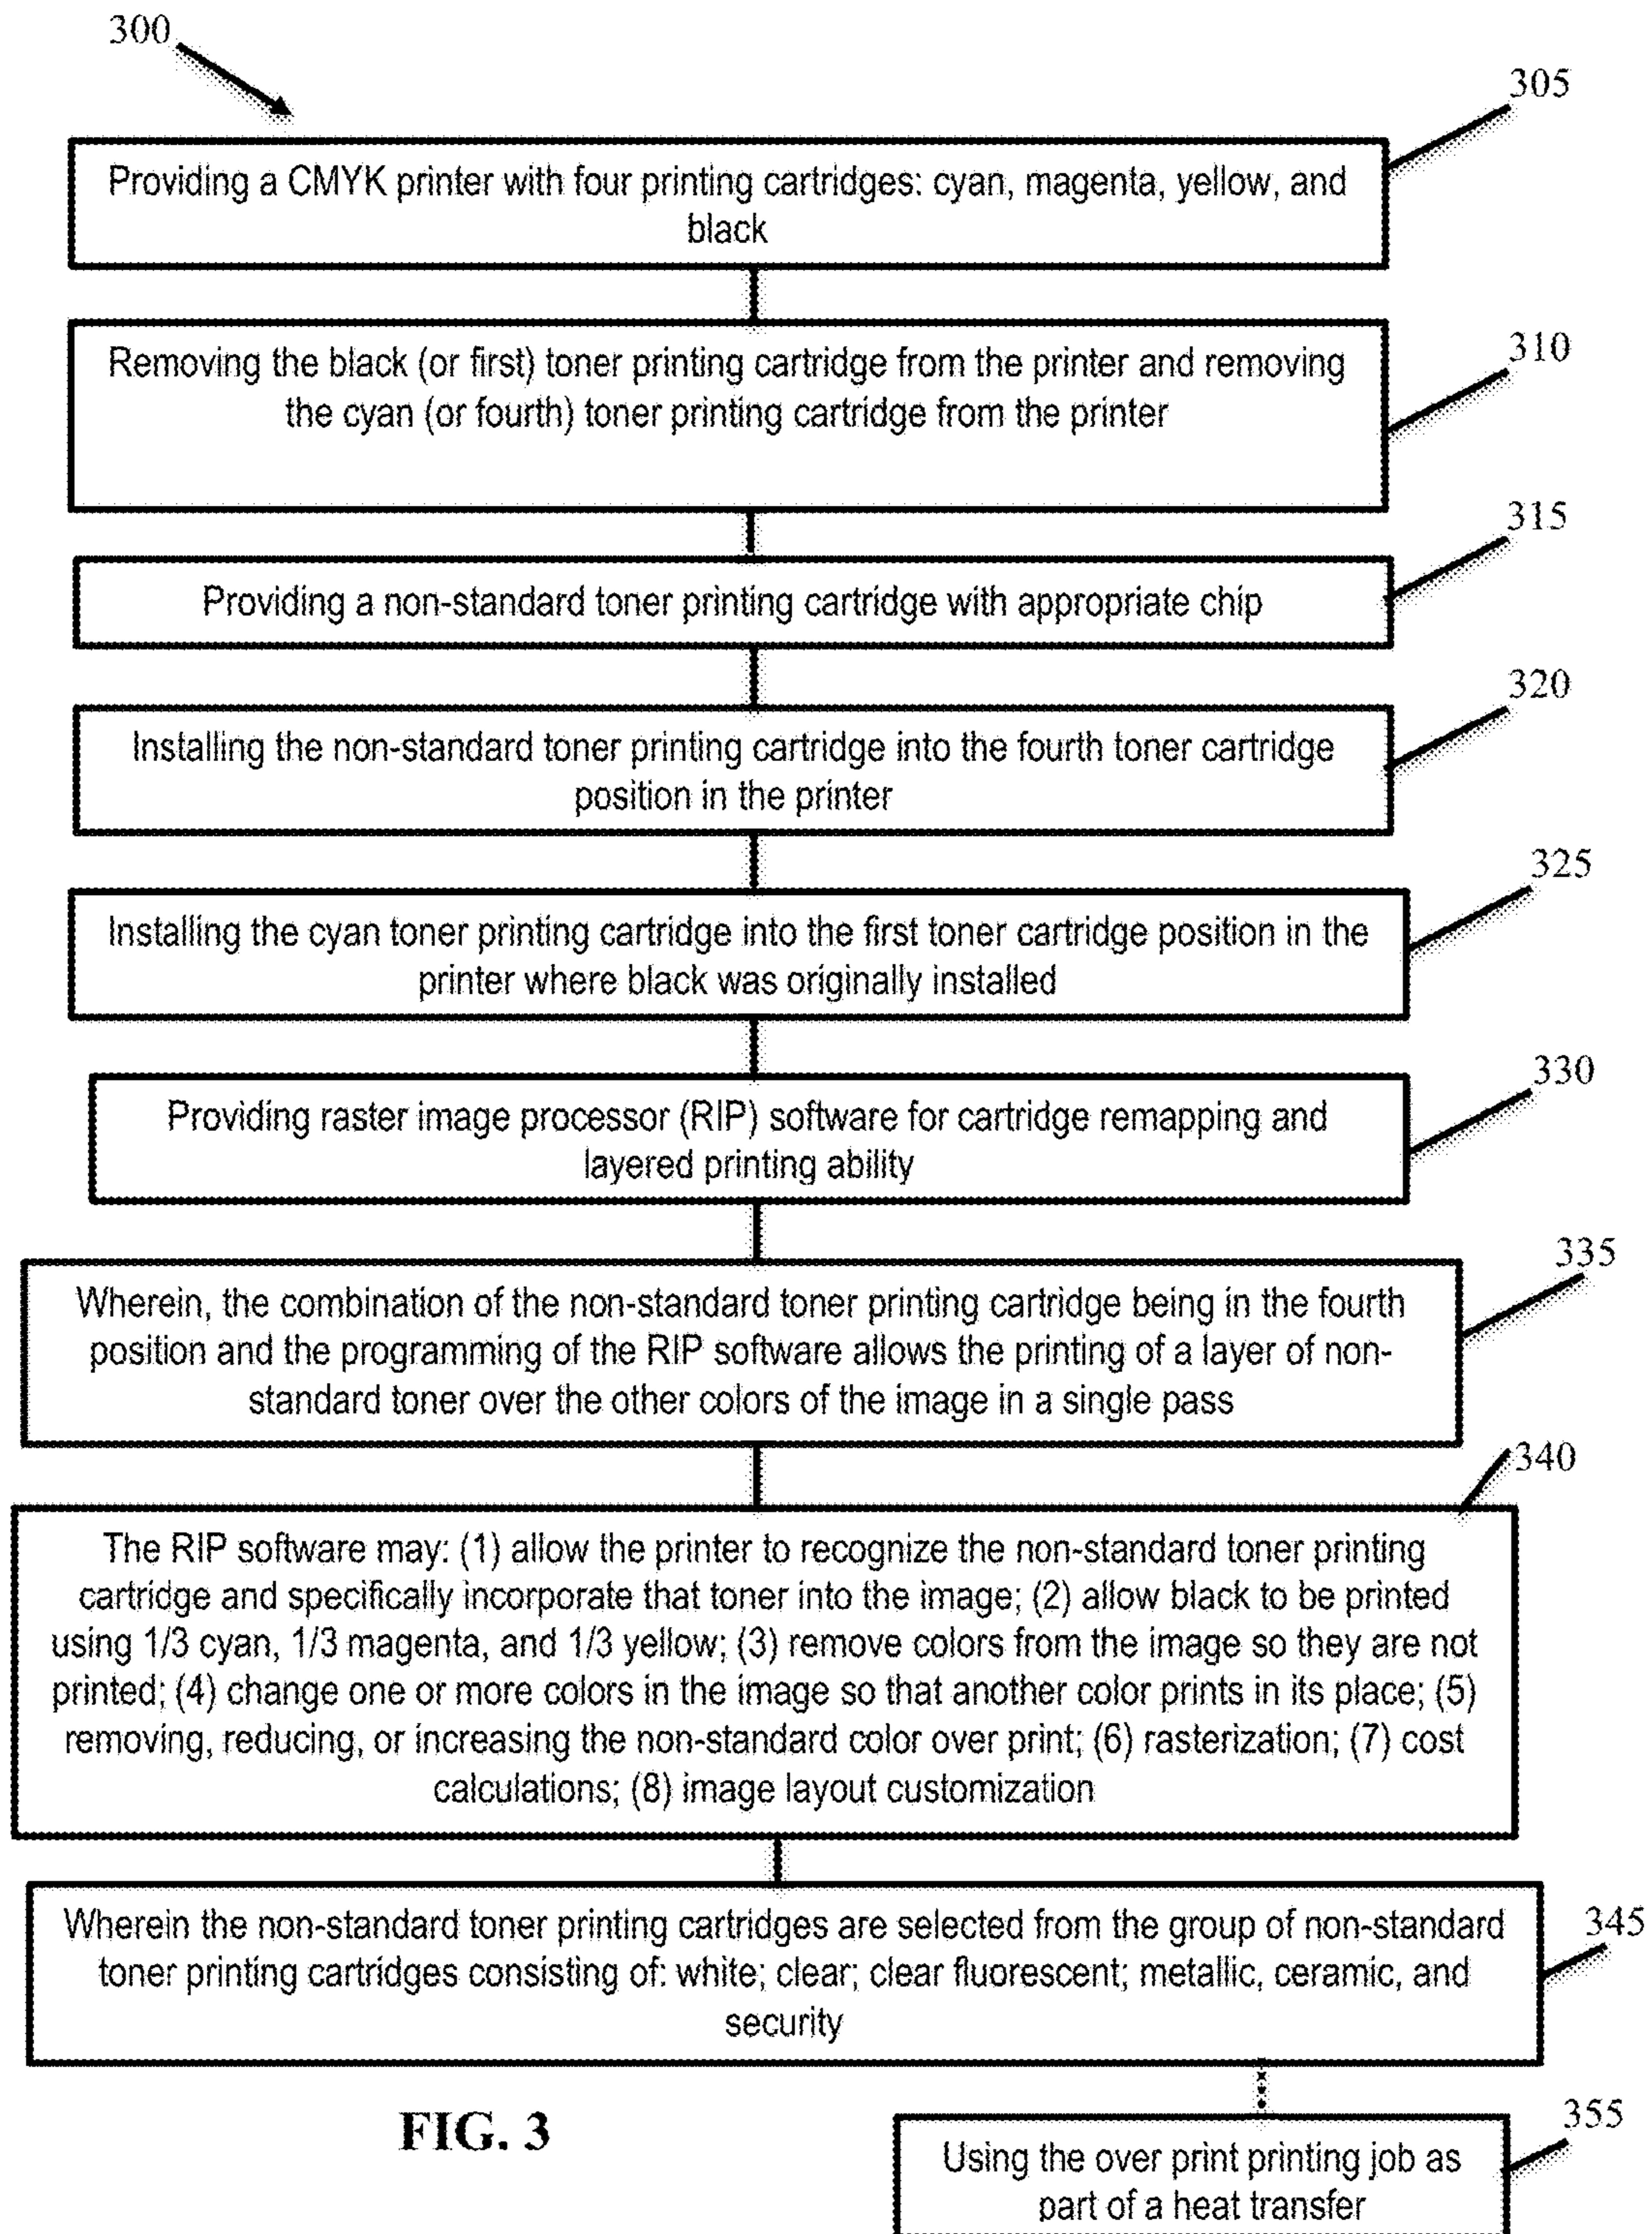 300
305
Providing a CMYK printer with four printing cartridges: cyan, magenta, yellow, and
black
310
Removing the black (or first) toner printing cartridge from the printer and removing
the cyan (or fourth) toner printing cartridge from the printer
315
Providing a non-standard toner printing cartridge with appropriate chip
320
Installing the non-standard toner printing cartridge into the fourth toner cartridge
position in the printer
325
Installing the cyan toner printing cartridge into the first toner cartridge position in the
printer where black was originally installed
330
Providing raster image processor (RIP) software for cartridge remapping and
layered printing ability
335
Wherein, the combination of the non-standard toner printing cartridge being in the fourth
position and the programming of the RIP software allows the printing of a layer of non-
standard toner over the other colors of the image in a single pass
340
The RIP software may: (1) allow the printer to recognize the non-standard toner printing
cartridge and specifically incorporate that toner into the image; (2) allow black to be printed
using 1/3 cyan, 1/3 magenta, and 1/3 yellow; (3) remove colors from the image so they are not
printed; (4) change one or more colors in the image so that another color prints in its place; (5)
removing, reducing, or increasing the non-standard color over print; (6) rasterization; (7) cost
calculations; (8) image layout customization
345
Wherein the non-standard toner printing cartridges are selected from the group of non-standard
toner printing cartridges consisting of: white; clear; clear fluorescent; metallic, ceramic, and
security
FIG. 3
355
Using the over print printing job as
part of a heat transfer